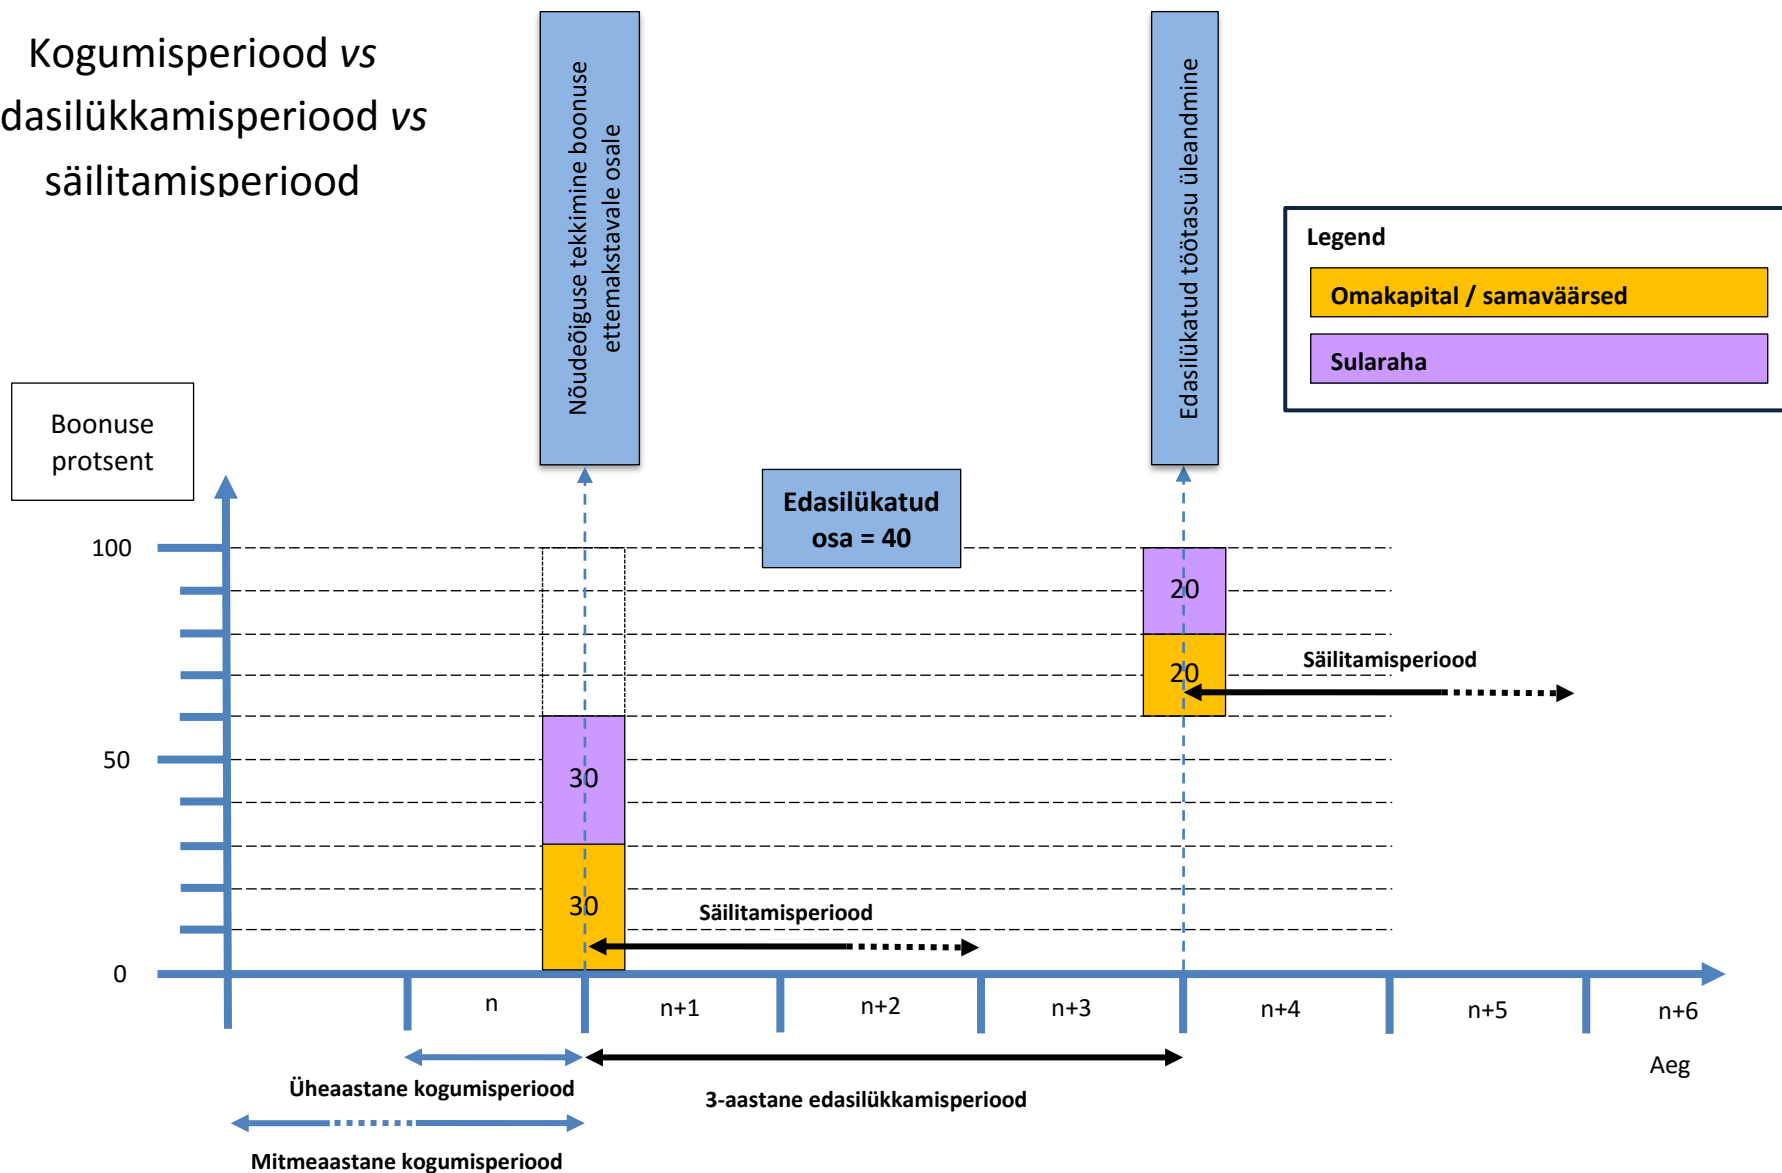 Kogumisperiood vs
dasilükkamisperiood vs
säilitamisperiood
Nõudeõiguse tekkimine boonuse
ettemakstavale osale
Edasilükatud töötasu üleandmine
Legend
Omakapital / samaväärsed
Sularaha
Boonuse
protsent
Edasilükatud
osa = 40
100
50
0
20
20
30
30
Säilitamisperiood
Säilitamisperiood
n
n+1
n+2
n+3
n+4
n+5
n+6
Aeg
Üheaastane kogumisperiood
3-aastane edasilükkamisperiood
Mitmeaastane kogumisperiood